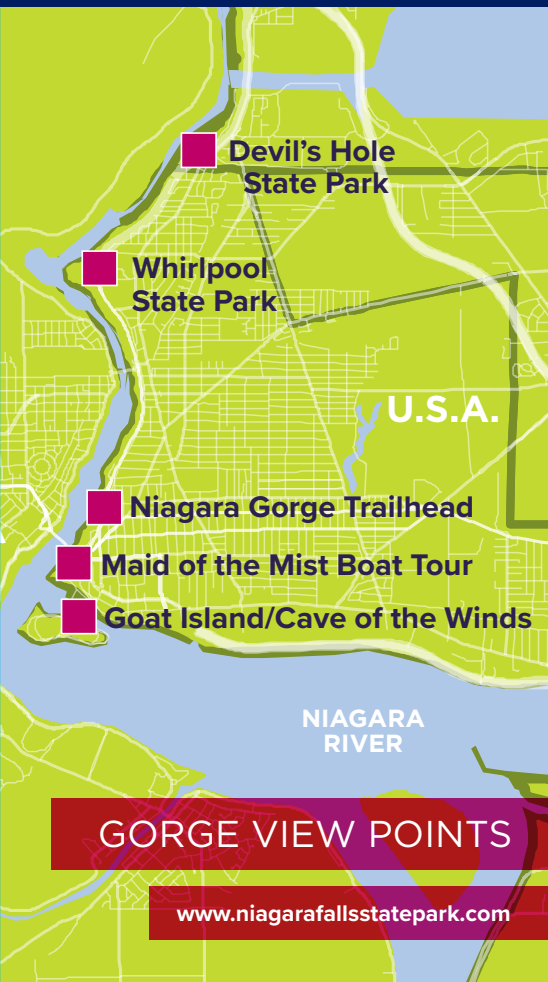 Devil's Hole
State Park
Whirlpool
State Park
U.S.A.
Niagara Gorge Trailhead
Maid of the Mist Boat Tour
Goat Island/Cave of the Winds
NIAGARA
RIVER
GORGE VIEW POINTS
www.niagarafallsstatepark.com